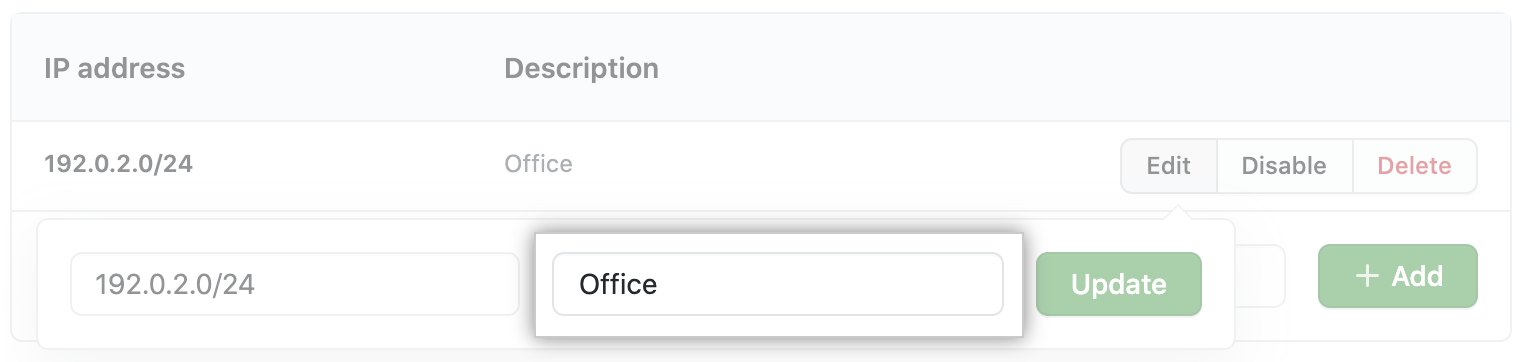 IP address Description
192.0.2.0/24 Office Edit Disable Delete
192.0.2.0/24 Office Update + Add